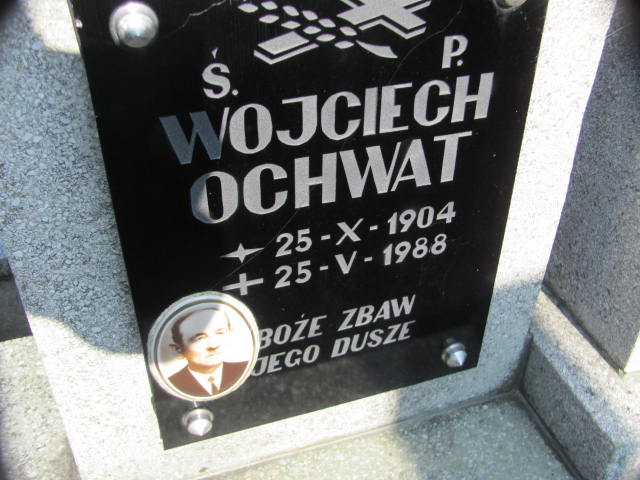 Ś. P.
WOJCIECH
OCHWAT
25-X-1904
25-V-1988
BOŻE ZBAW
JEGO DUSZE